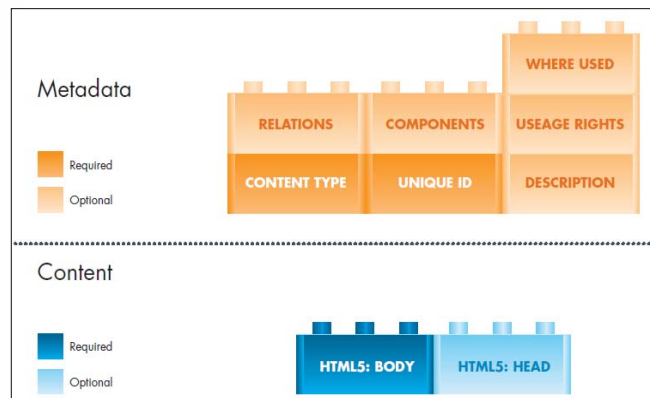 Metadata
WHERE USED
RELATIONS
COMPONENTS
USEAGE RIGHTS
Required
CONTENT TYPE
UNIQUE ID
DESCRIPTION
Optional
Content
Required
HTML5: BODY
HTML5: HEAD
Optional